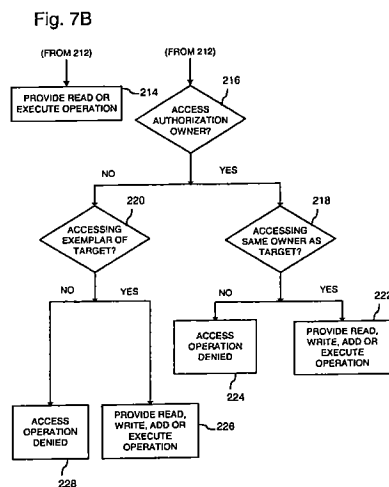 Fig. 7B
(FROM 212)
(FROM 212)
214
PROVIDE READ OR
EXECUTE OPERATION
216
ACCESS
AUTHORIZATION
OWNER?
NO
YES
220
ACCESSING
EXEMPLAR OF
TARGET?
218
ACCESSING
SAME OWNER AS
TARGET?
NO
YES
NO
YES
222
ACCESS
OPERATION
DENIED
224
PROVIDE READ,
WRITE, ADD OR
EXECUTE
OPERATION
ACCESS
OPERATION
DENIED
228
PROVIDE READ,
WRITE, ADD OR
EXECUTE
OPERATION
226